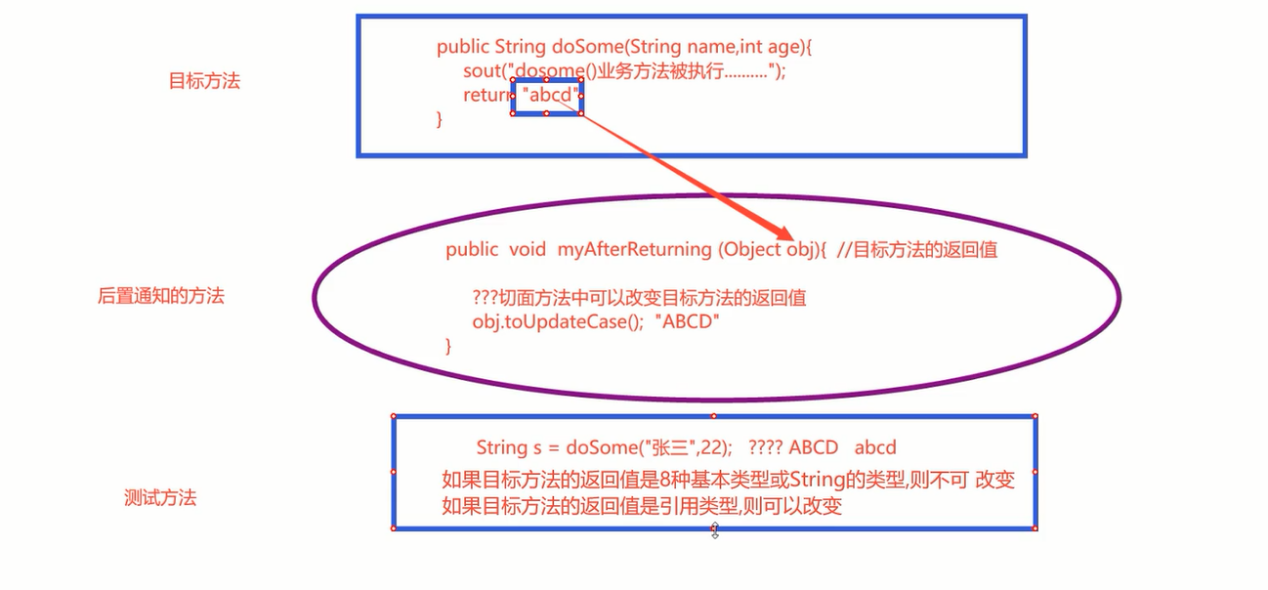 目标方法
public String doSome(String name,int age){
sout("dosome()业务方法被执行..........");
return "abcd"
}
后置通知的方法
public void myAfterReturning (Object obj){ //目标方法的返回值
???切面方法中可以改变目标方法的返回值
obj.toUpdateCase(); "ABCD"
}
测试方法
String s = doSome("张三",22); ???? ABCD abcd
如果目标方法的返回值是8种基本类型或String的类型,则不可 改变
如果目标方法的返回值是引用类型,则可以改变